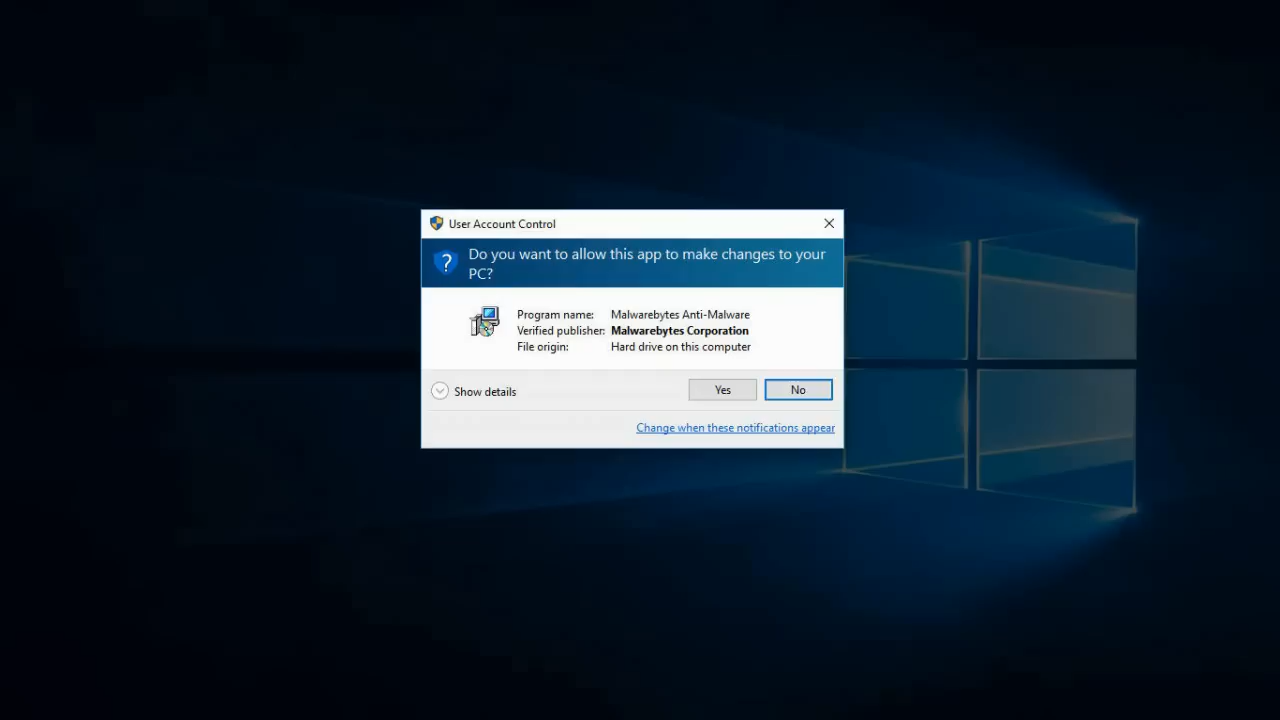 User Account Control
Do you want to allow this app to make changes to your
PC?
Program name: Malwarebytes Anti-Malware
Verified publisher: Malwarebytes Corporation
File origin: Hard drive on this computer
Show details
Yes
No
Change when these notifications appear